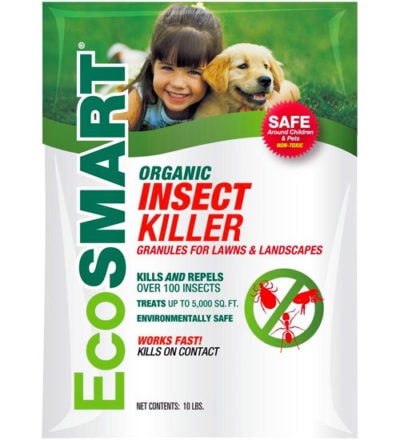 EcoSMART®
SAFE
Around Children
& Pets
NON-TOXIC
ORGANIC
INSECT
KILLER
GRANULES FOR LAWNS & LANDSCAPES
KILLS AND REPELS
OVER 100 INSECTS
TREATS UP TO 5,000 SQ. FT.
ENVIRONMENTALLY SAFE
WORKS FAST!
KILLS ON CONTACT
NET CONTENTS: 10 LBS.